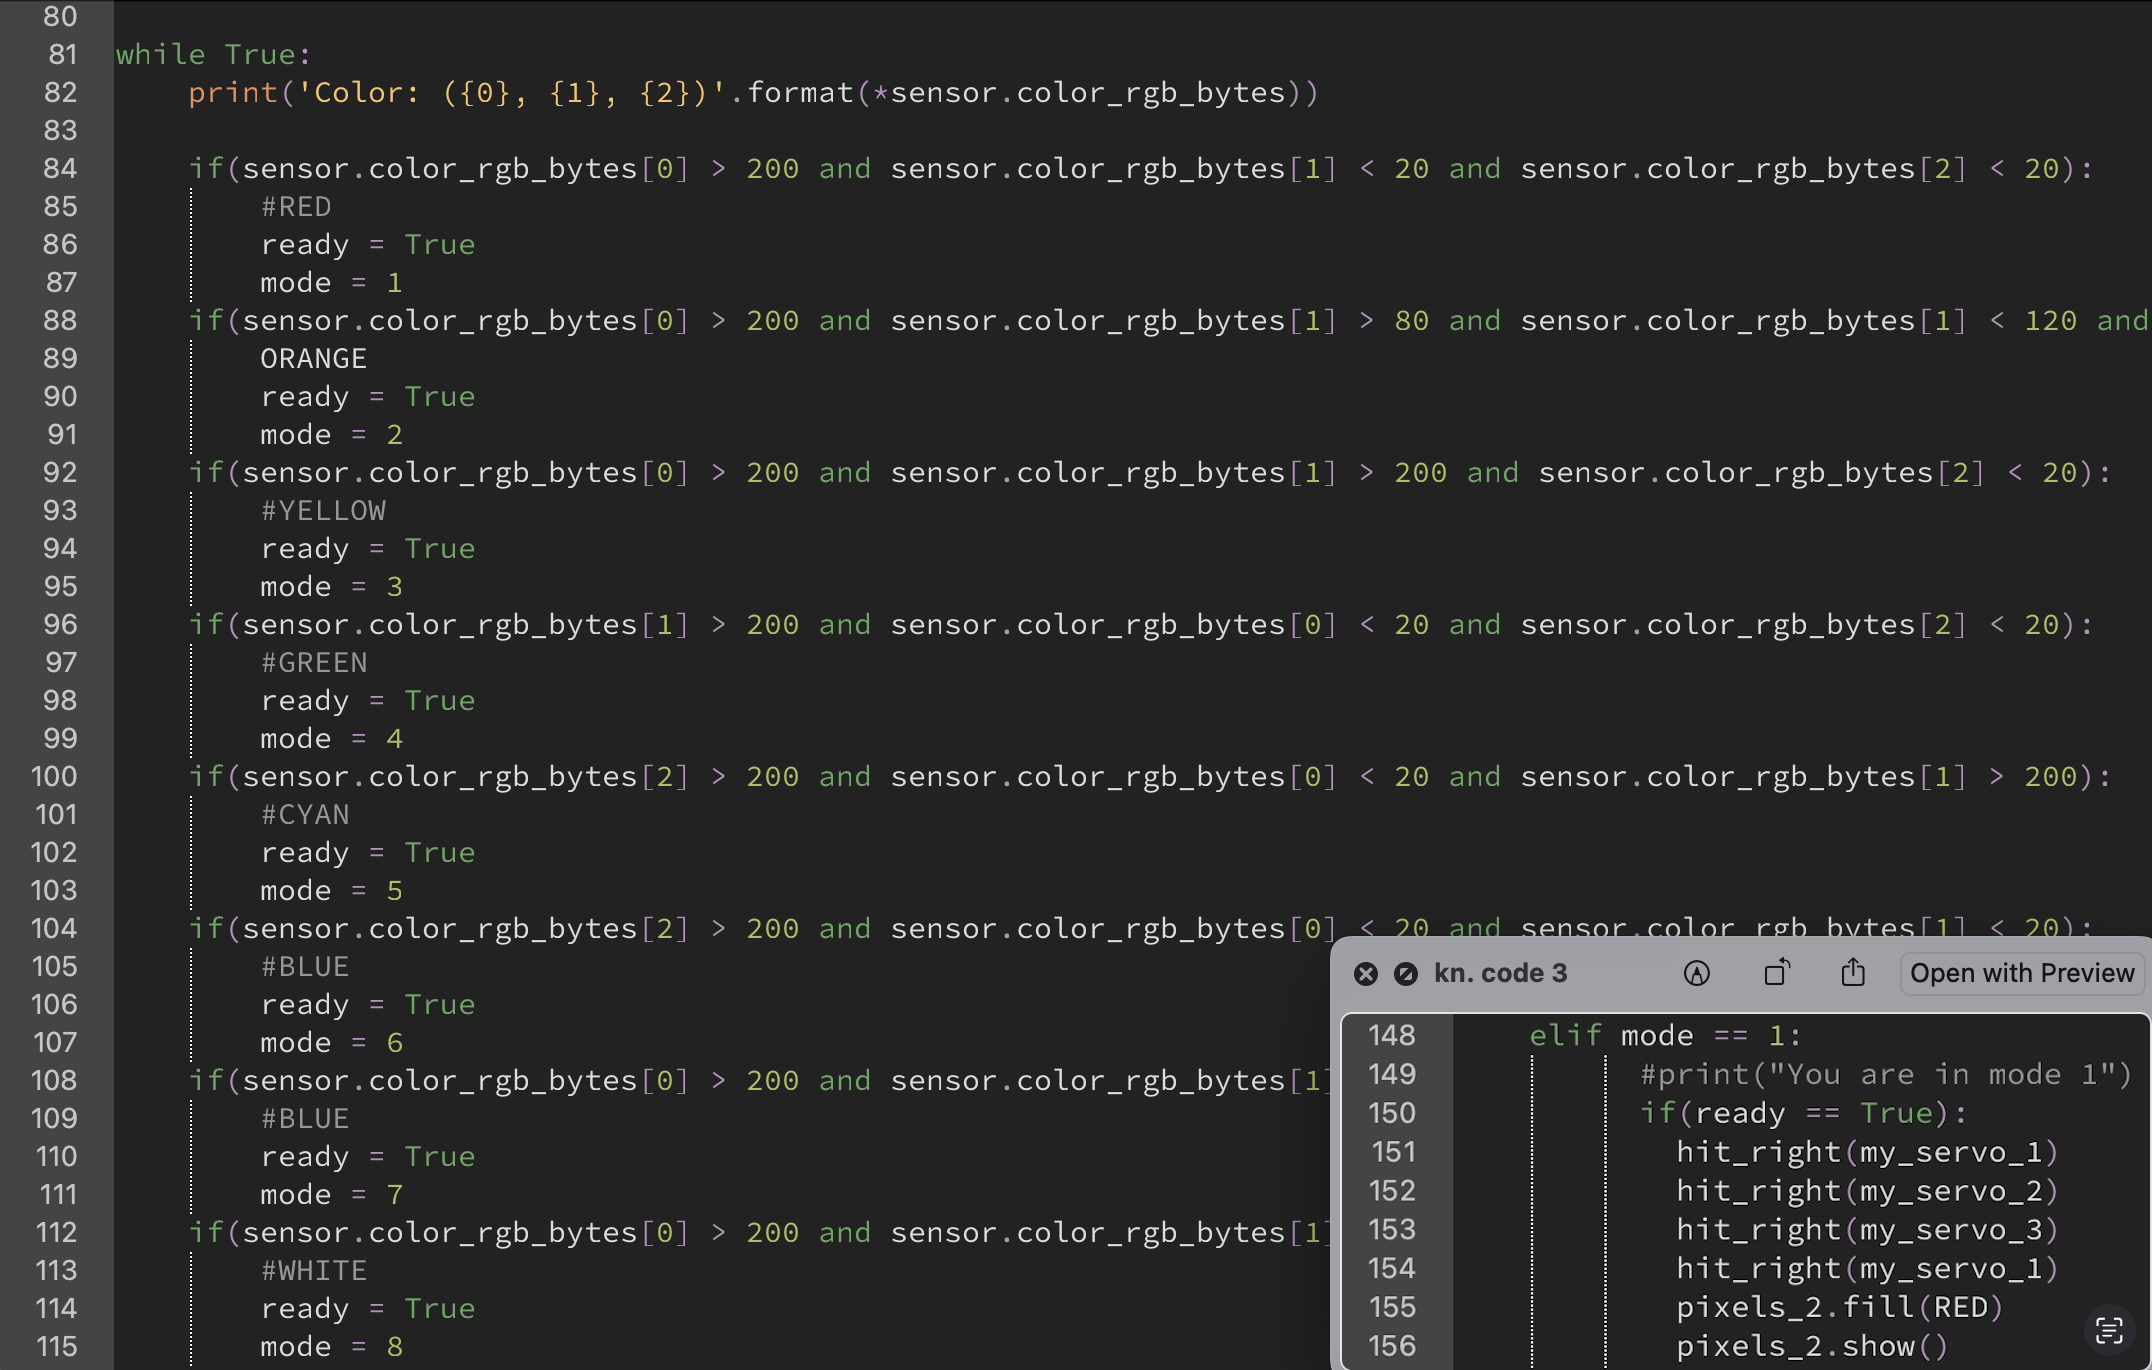 80
81 while True:
82 print('Color: ({0}, {1}, {2})'.format(*sensor.color_rgb_bytes))
83
84 if(sensor.color_rgb_bytes[0] > 200 and sensor.color_rgb_bytes[1] < 20 and sensor.color_rgb_bytes[2] < 20):
85 #RED
86 ready = True
87 mode = 1
88 if(sensor.color_rgb_bytes[0] > 200 and sensor.color_rgb_bytes[1] > 80 and sensor.color_rgb_bytes[1] < 120 and
89 ORANGE
90 ready = True
91 mode = 2
92 if(sensor.color_rgb_bytes[0] > 200 and sensor.color_rgb_bytes[1] > 200 and sensor.color_rgb_bytes[2] < 20):
93 #YELLOW
94 ready = True
95 mode = 3
96 if(sensor.color_rgb_bytes[1] > 200 and sensor.color_rgb_bytes[0] < 20 and sensor.color_rgb_bytes[2] < 20):
97 #GREEN
98 ready = True
99 mode = 4
100 if(sensor.color_rgb_bytes[2] > 200 and sensor.color_rgb_bytes[0] < 20 and sensor.color_rgb_bytes[1] > 200):
101 #CYAN
102 ready = True
103 mode = 5
104 if(sensor.color_rgb_bytes[2] > 200 and sensor.color_rgb_bytes[0] < 20 and sensor.color_rgb_bytes[1] < 20):
105 #BLUE
106 ready = True
107 mode = 6
108 if(sensor.color_rgb_bytes[0] > 200 and sensor.color_rgb_bytes[1]
109 #BLUE
110 ready = True
111 mode = 7
112 if(sensor.color_rgb_bytes[0] > 200 and sensor.color_rgb_bytes[1]
113 #WHITE
114 ready = True
115 mode = 8
kn. code 3 Open with Preview
148 elif mode == 1:
149 #print("You are in mode 1")
150 if(ready == True):
151 hit_right(my_servo_1)
152 hit_right(my_servo_2)
153 hit_right(my_servo_3)
154 hit_right(my_servo_1)
155 pixels_2.fill(RED)
156 pixels_2.show()